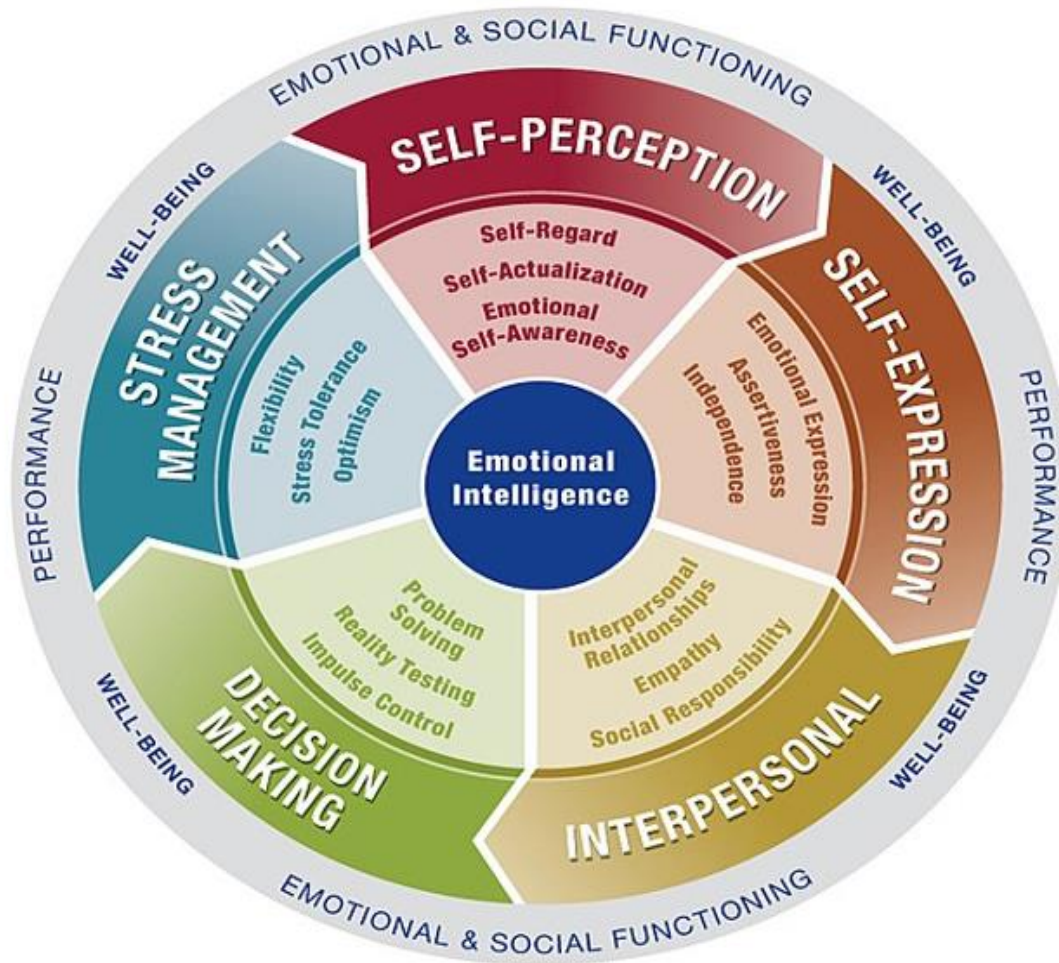 EMOTIONAL & SOCIAL FUNCTIONING
WELL-BEING
WELL-BEING
PERFORMANCE
PERFORMANCE
WELL-BEING
WELL-BEING
EMOTIONAL & SOCIAL FUNCTIONING
SELF-PERCEPTION
Self-Regard
Self-Actualization
Emotional
Self-Awareness
SELF-EXPRESSION
Emotional Expression
Assertiveness
Independence
INTERPERSONAL
Interpersonal
Relationships
Empathy
Social Responsibility
DECISION
MAKING
Problem
Solving
Reality Testing
Impulse Control
STRESS
MANAGEMENT
Flexibility
Stress Tolerance
Optimism
Emotional
Intelligence